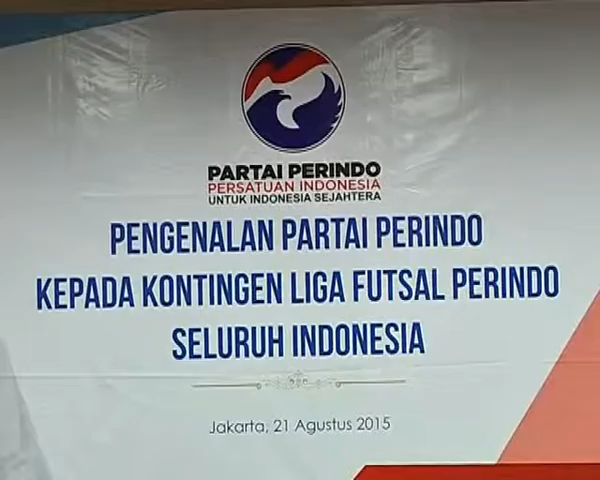 PARTAI PERINDO
PERSATUAN INDONESIA
UNTUK INDONESIA SEJAHTERA
PENGENALAN PARTAI PERINDO
KEPADA KONTINGEN LIGA FUTSAL PERINDO
SELURUH INDONESIA
Jakarta, 21 Agustus 2015